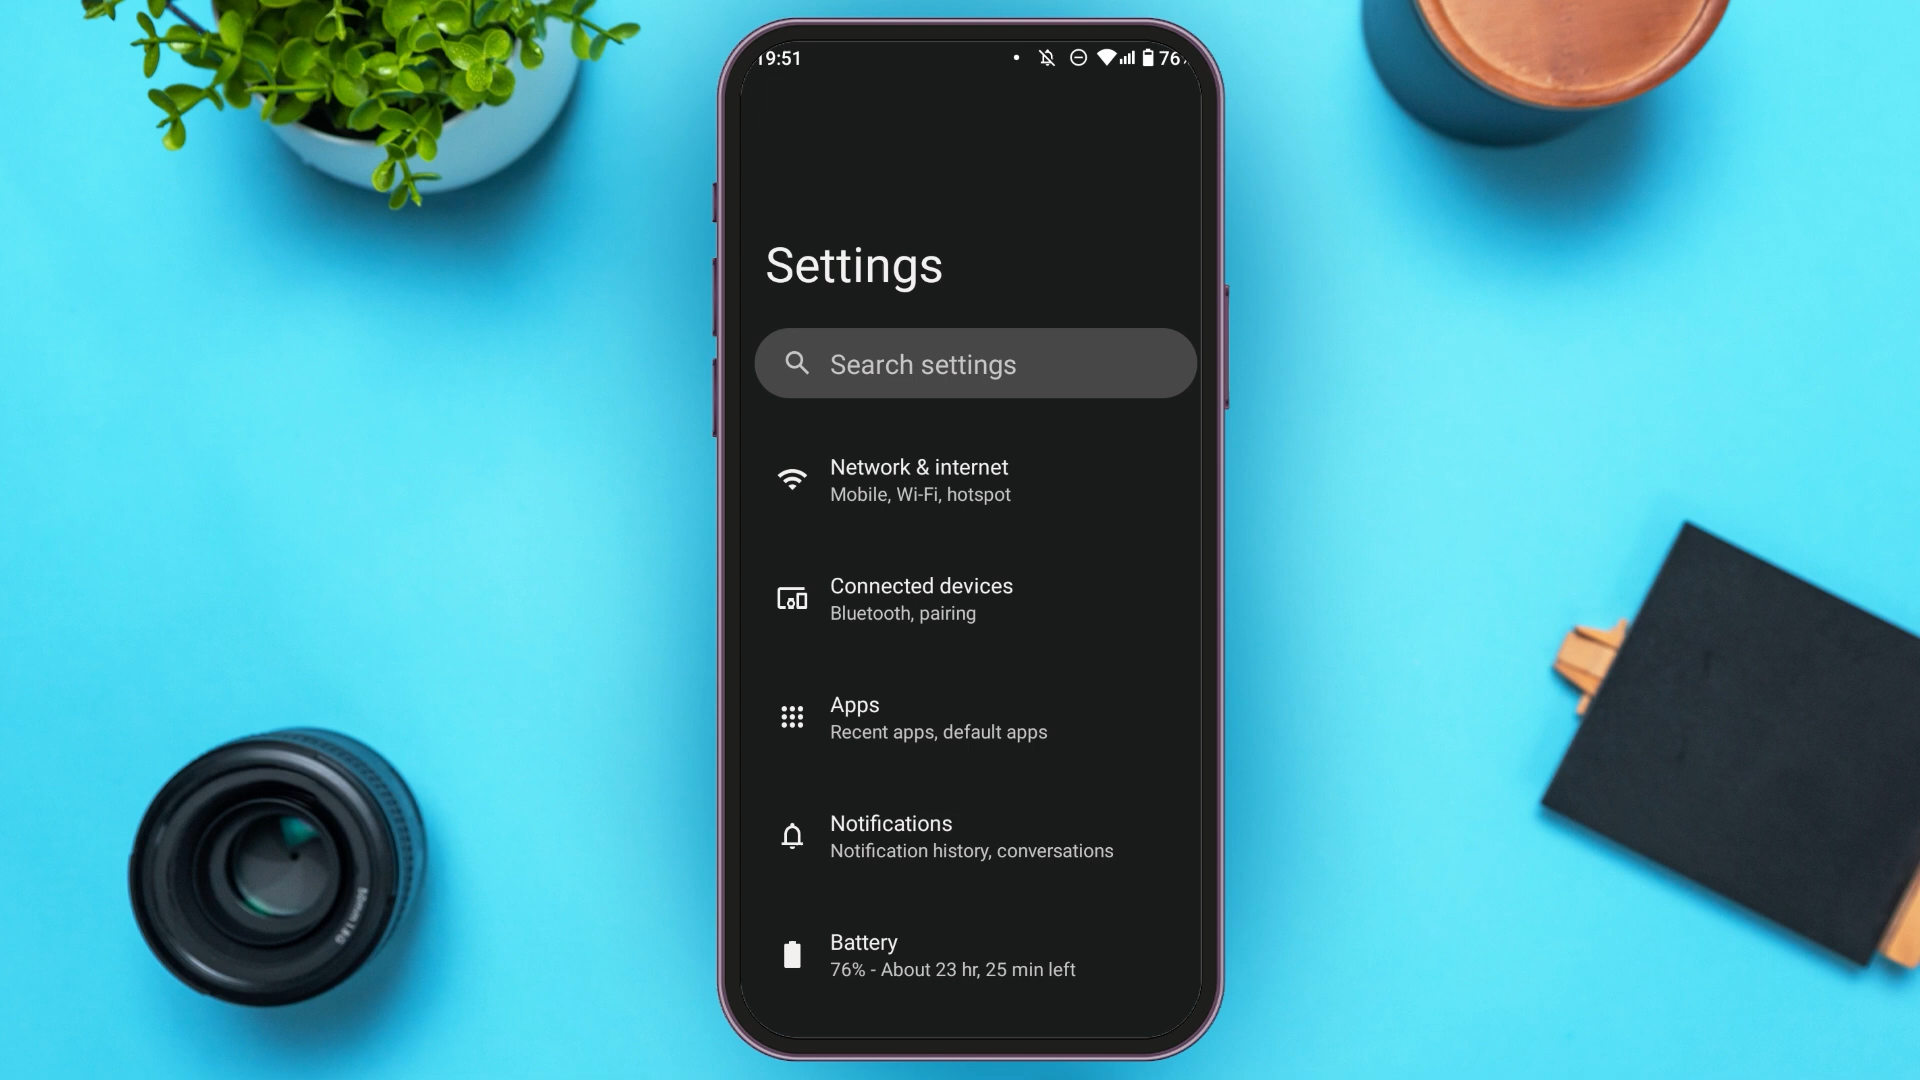 19:51
76
Settings
Search settings
Network & internet
Mobile, Wi-Fi, hotspot
Connected devices
Bluetooth, pairing
Apps
Recent apps, default apps
Notifications
Notification history, conversations
Battery
76% - About 23 hr, 25 min left